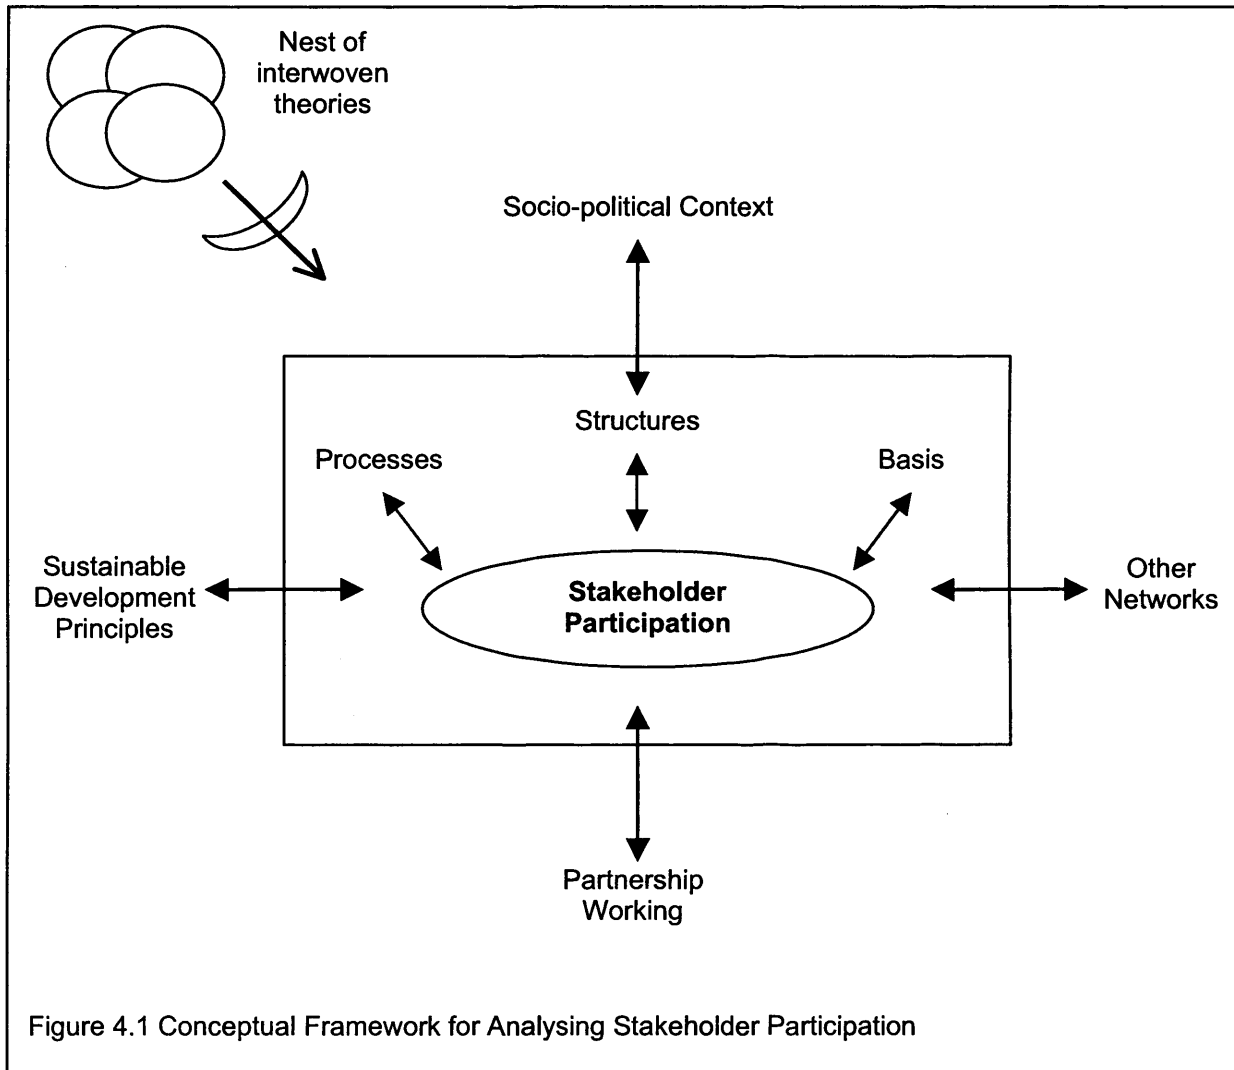 Nest of
interwoven
theories
Socio-political Context
Structures
Processes
Basis
Sustainable
Development
Principles
Stakeholder
Participation
Other
Networks
Partnership
Working
Figure 4.1 Conceptual Framework for Analysing Stakeholder Participation